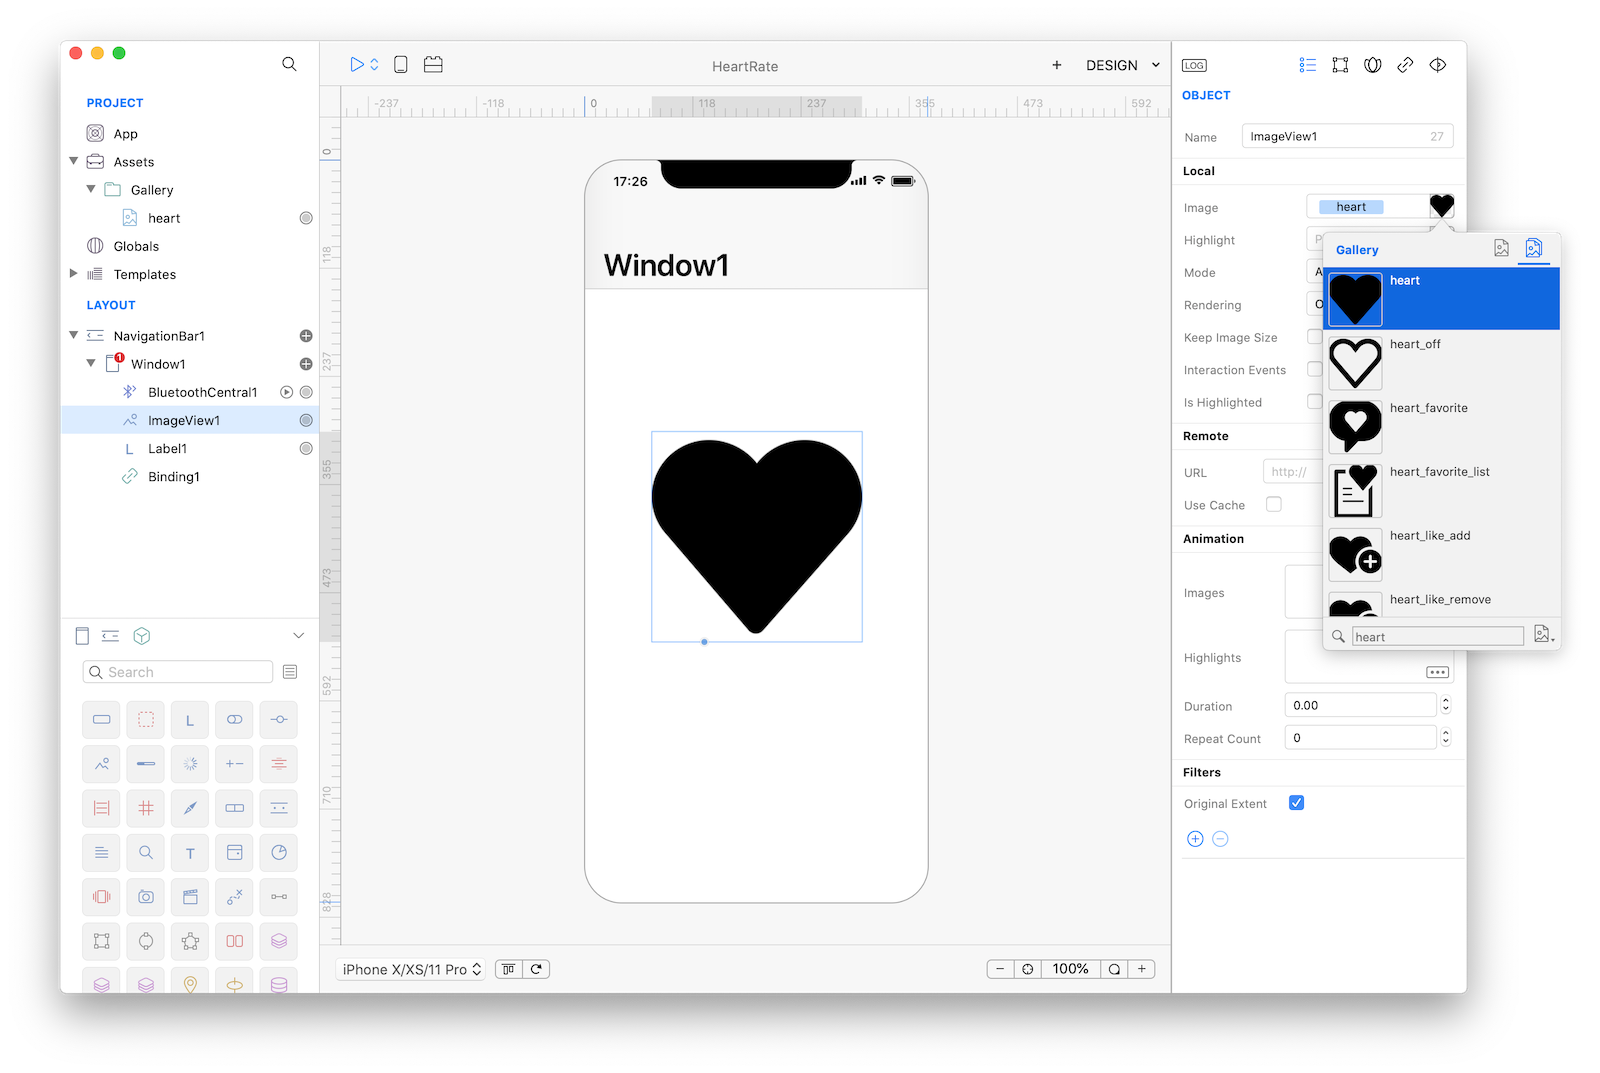 PROJECT
App
Assets
Gallery
heart
Globals
Templates
LAYOUT
NavigationBar1
1
Window1
BluetoothCentral1
ImageView1
L Label1
Binding1
Search
L
T
HeartRate
DESIGN
-237 -118 0 118 237 355 473 592
0
118
237
355
473
592
710
828
17:26
Window1
iPhone X/XS/11 Pro
100%
LOG
OBJECT
Name ImageView1 27
Local
Image heart
Highlight P
Mode A
Rendering O
Keep Image Size
Interaction Events
Is Highlighted
Remote
URL http://
Use Cache
Animation
Images
Highlights
Duration 0.00
Repeat Count 0
Filters
Original Extent
Gallery
heart
heart_off
heart_favorite
heart_favorite_list
heart_like_add
heart_like_remove
heart